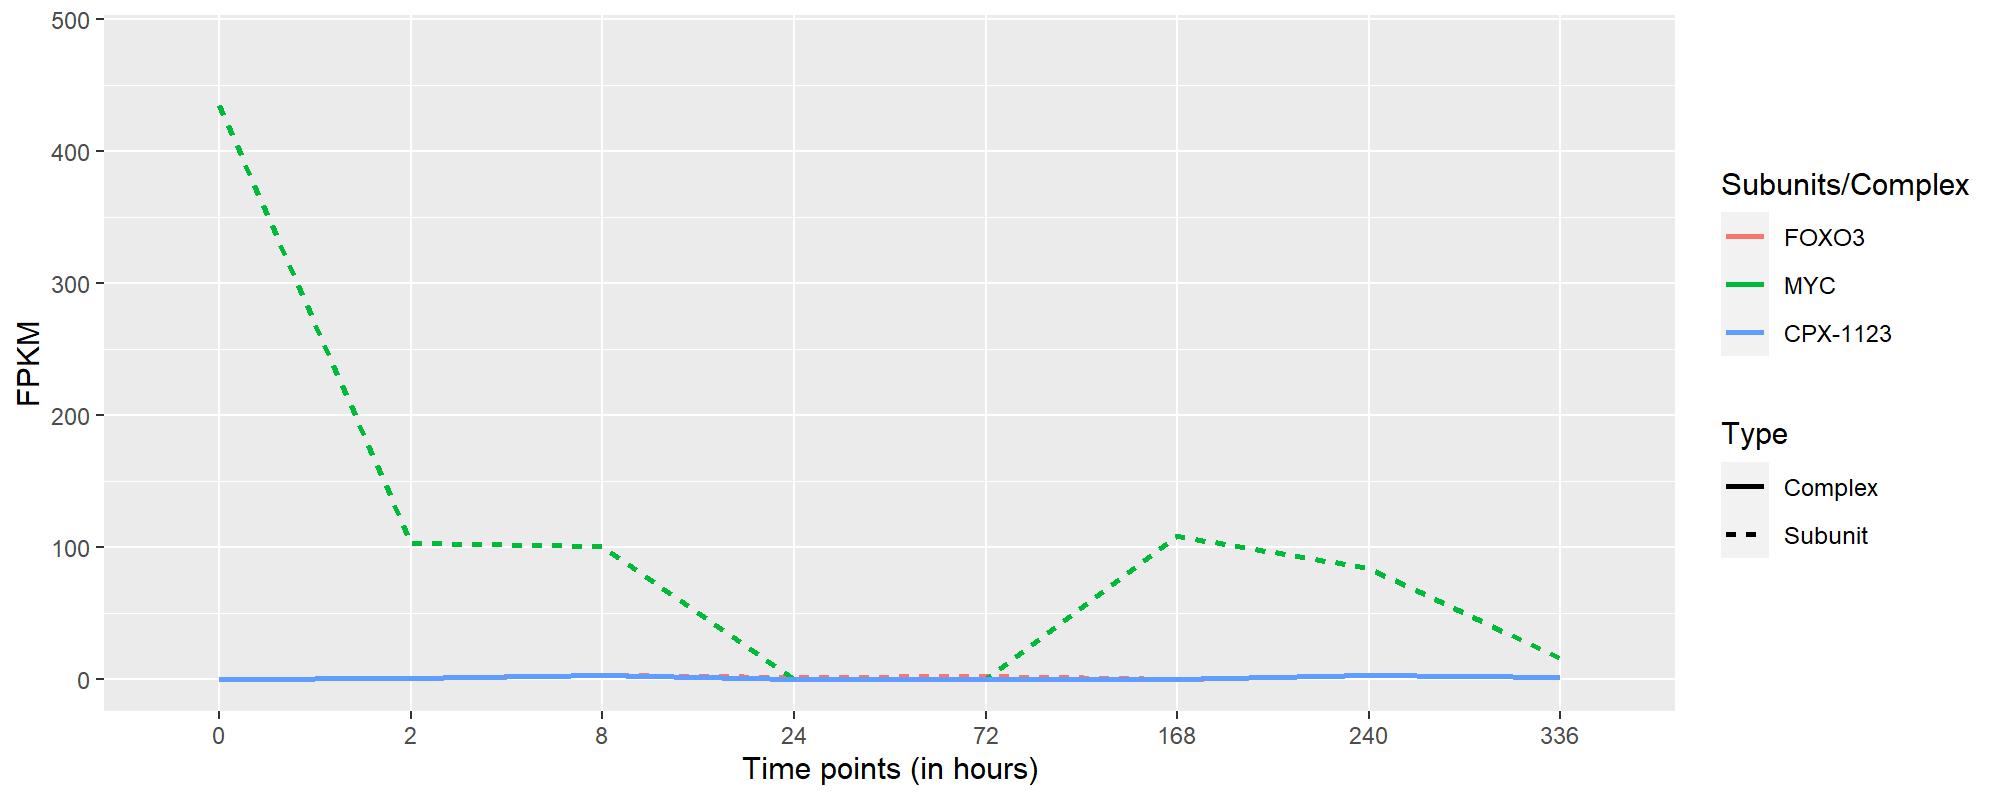 500
400
300
200
100
0
FPKM
0 2 8 24 72 168 240 336
Time points (in hours)
Subunits/Complex
FOXO3
MYC
CPX-1123
Type
Complex
Subunit